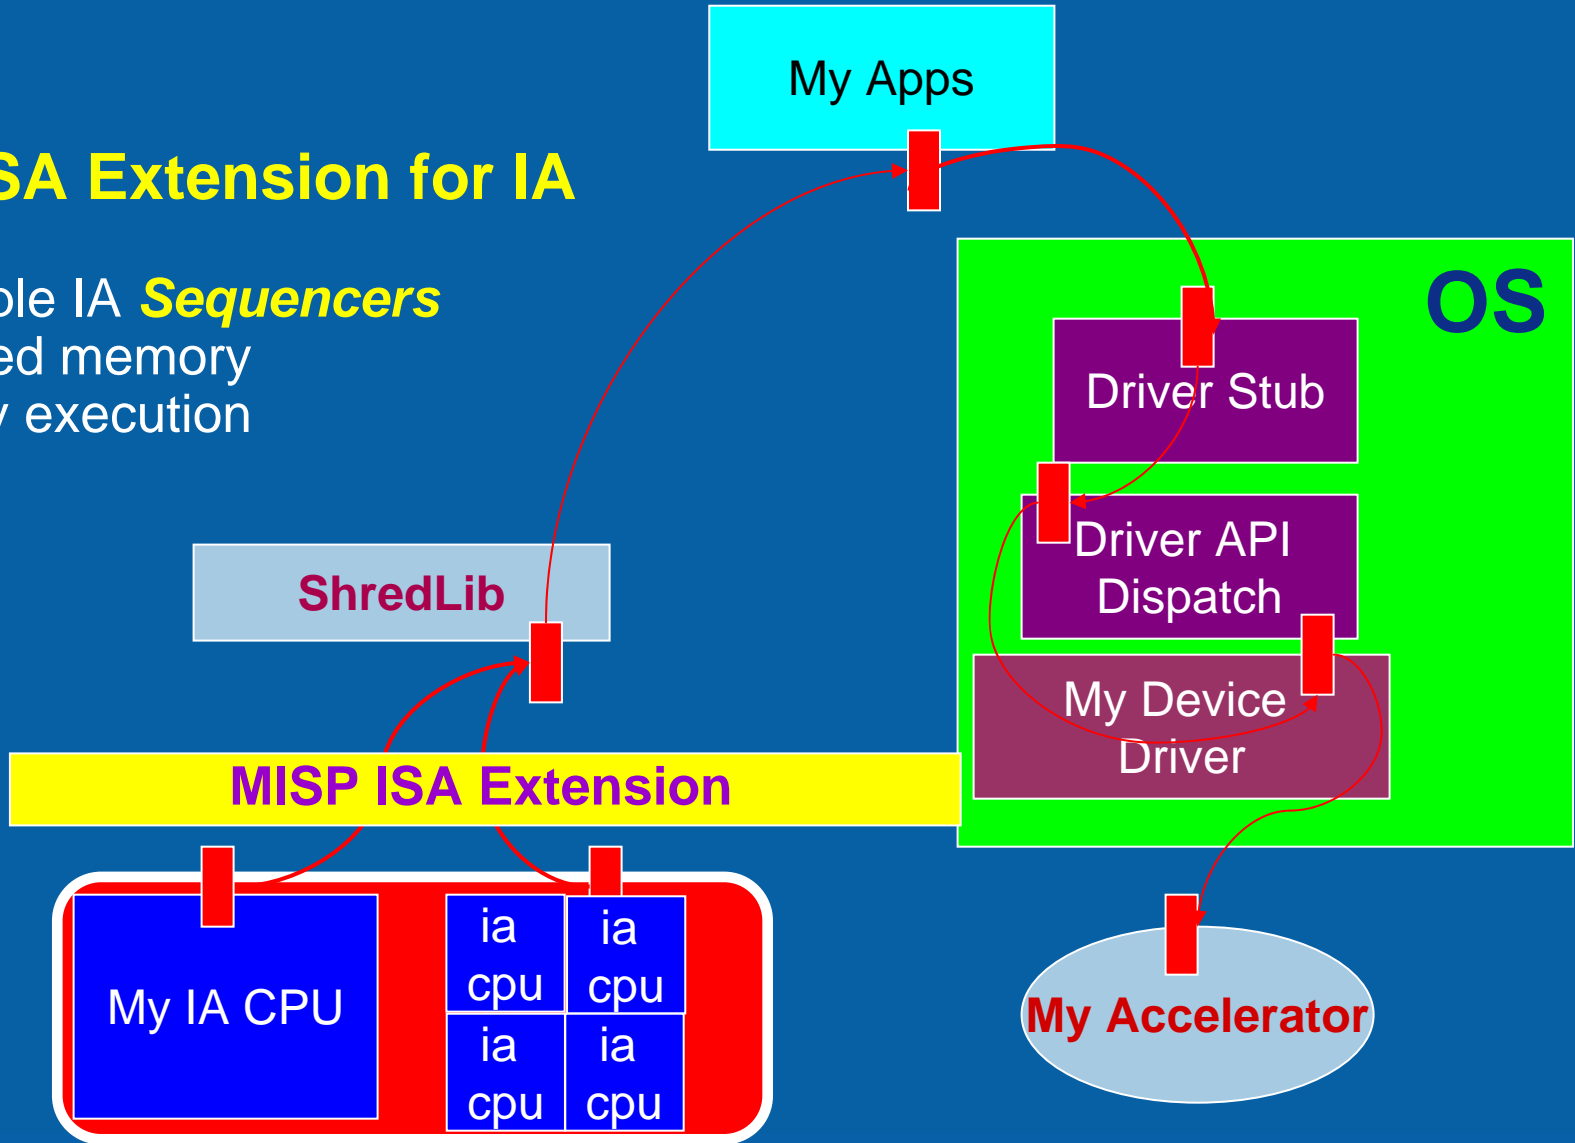 My Apps
SA Extension for IA
ole IA Sequencers
ed memory
y execution
OS
Driver Stub
Driver API
Dispatch
ShredLib
My Device
Driver
MISP ISA Extension
My IA CPU
ia
cpu
ia
cpu
ia
cpu
ia
cpu
My Accelerator